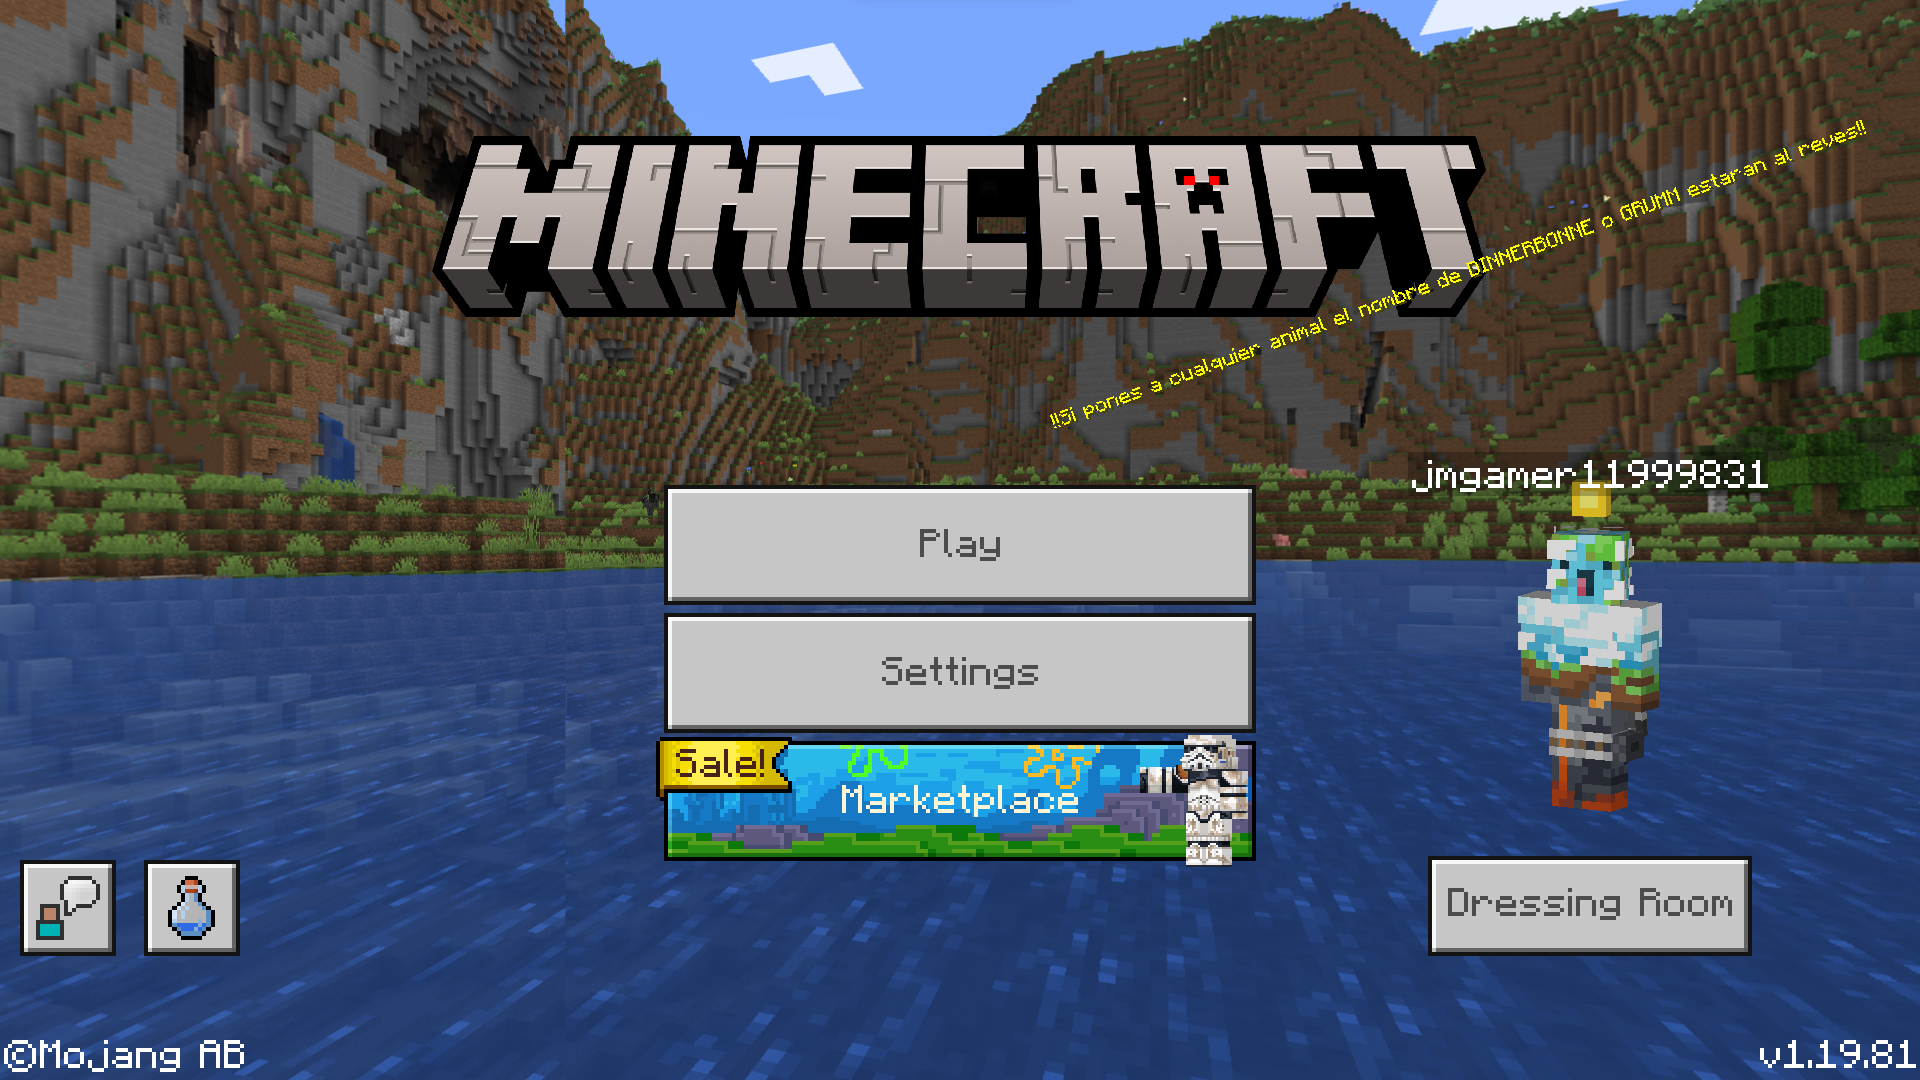 MINECRAFT
!!Si pones a cualquier animal el nombre de DINNERBONNE o GRUMM estaran al reves!!
jmgamer11999831
Play
Settings
Sale!
Marketplace
Dressing Room
©Mojang AB
v1.19.81